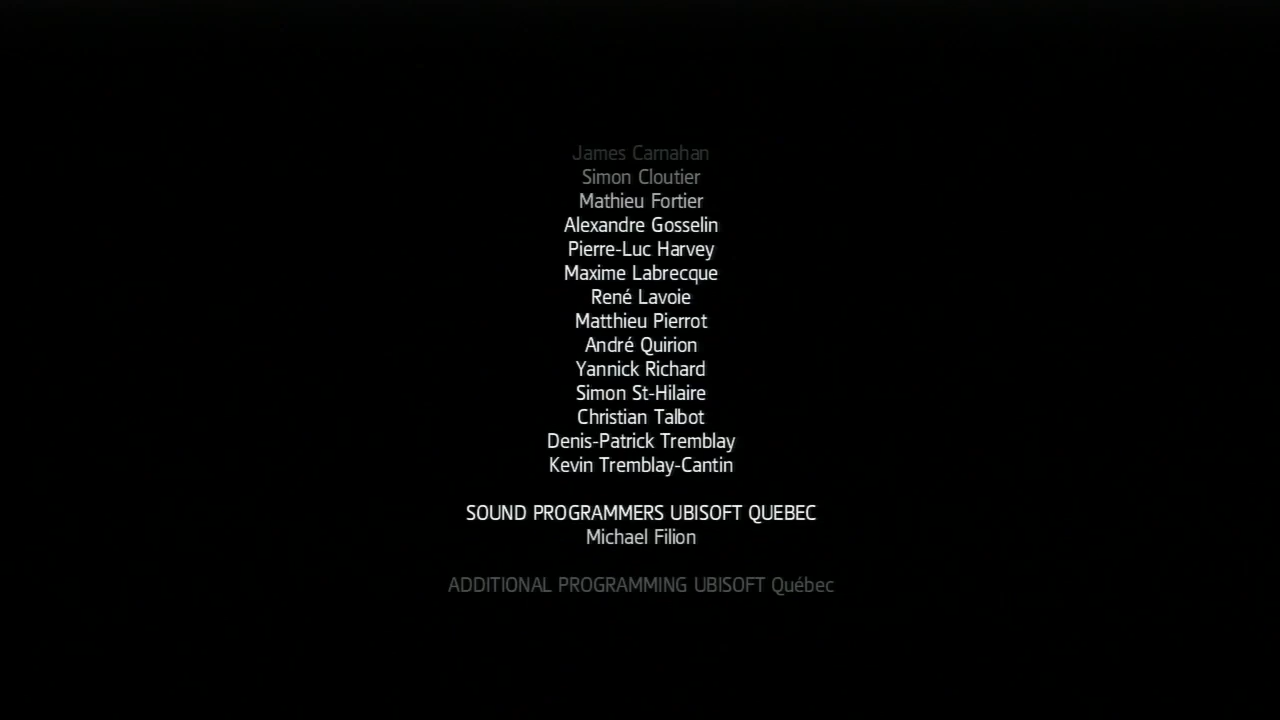 James Carnahan
Simon Cloutier
Mathieu Fortier
Alexandre Gosselin
Pierre-Luc Harvey
Maxime Labrecque
René Lavoie
Matthieu Pierrot
André Quirion
Yannick Richard
Simon St-Hilaire
Christian Talbot
Denis-Patrick Tremblay
Kevin Tremblay-Cantin
SOUND PROGRAMMERS UBISOFT QUEBEC
Michael Filion
ADDITIONAL PROGRAMMING UBISOFT Québec